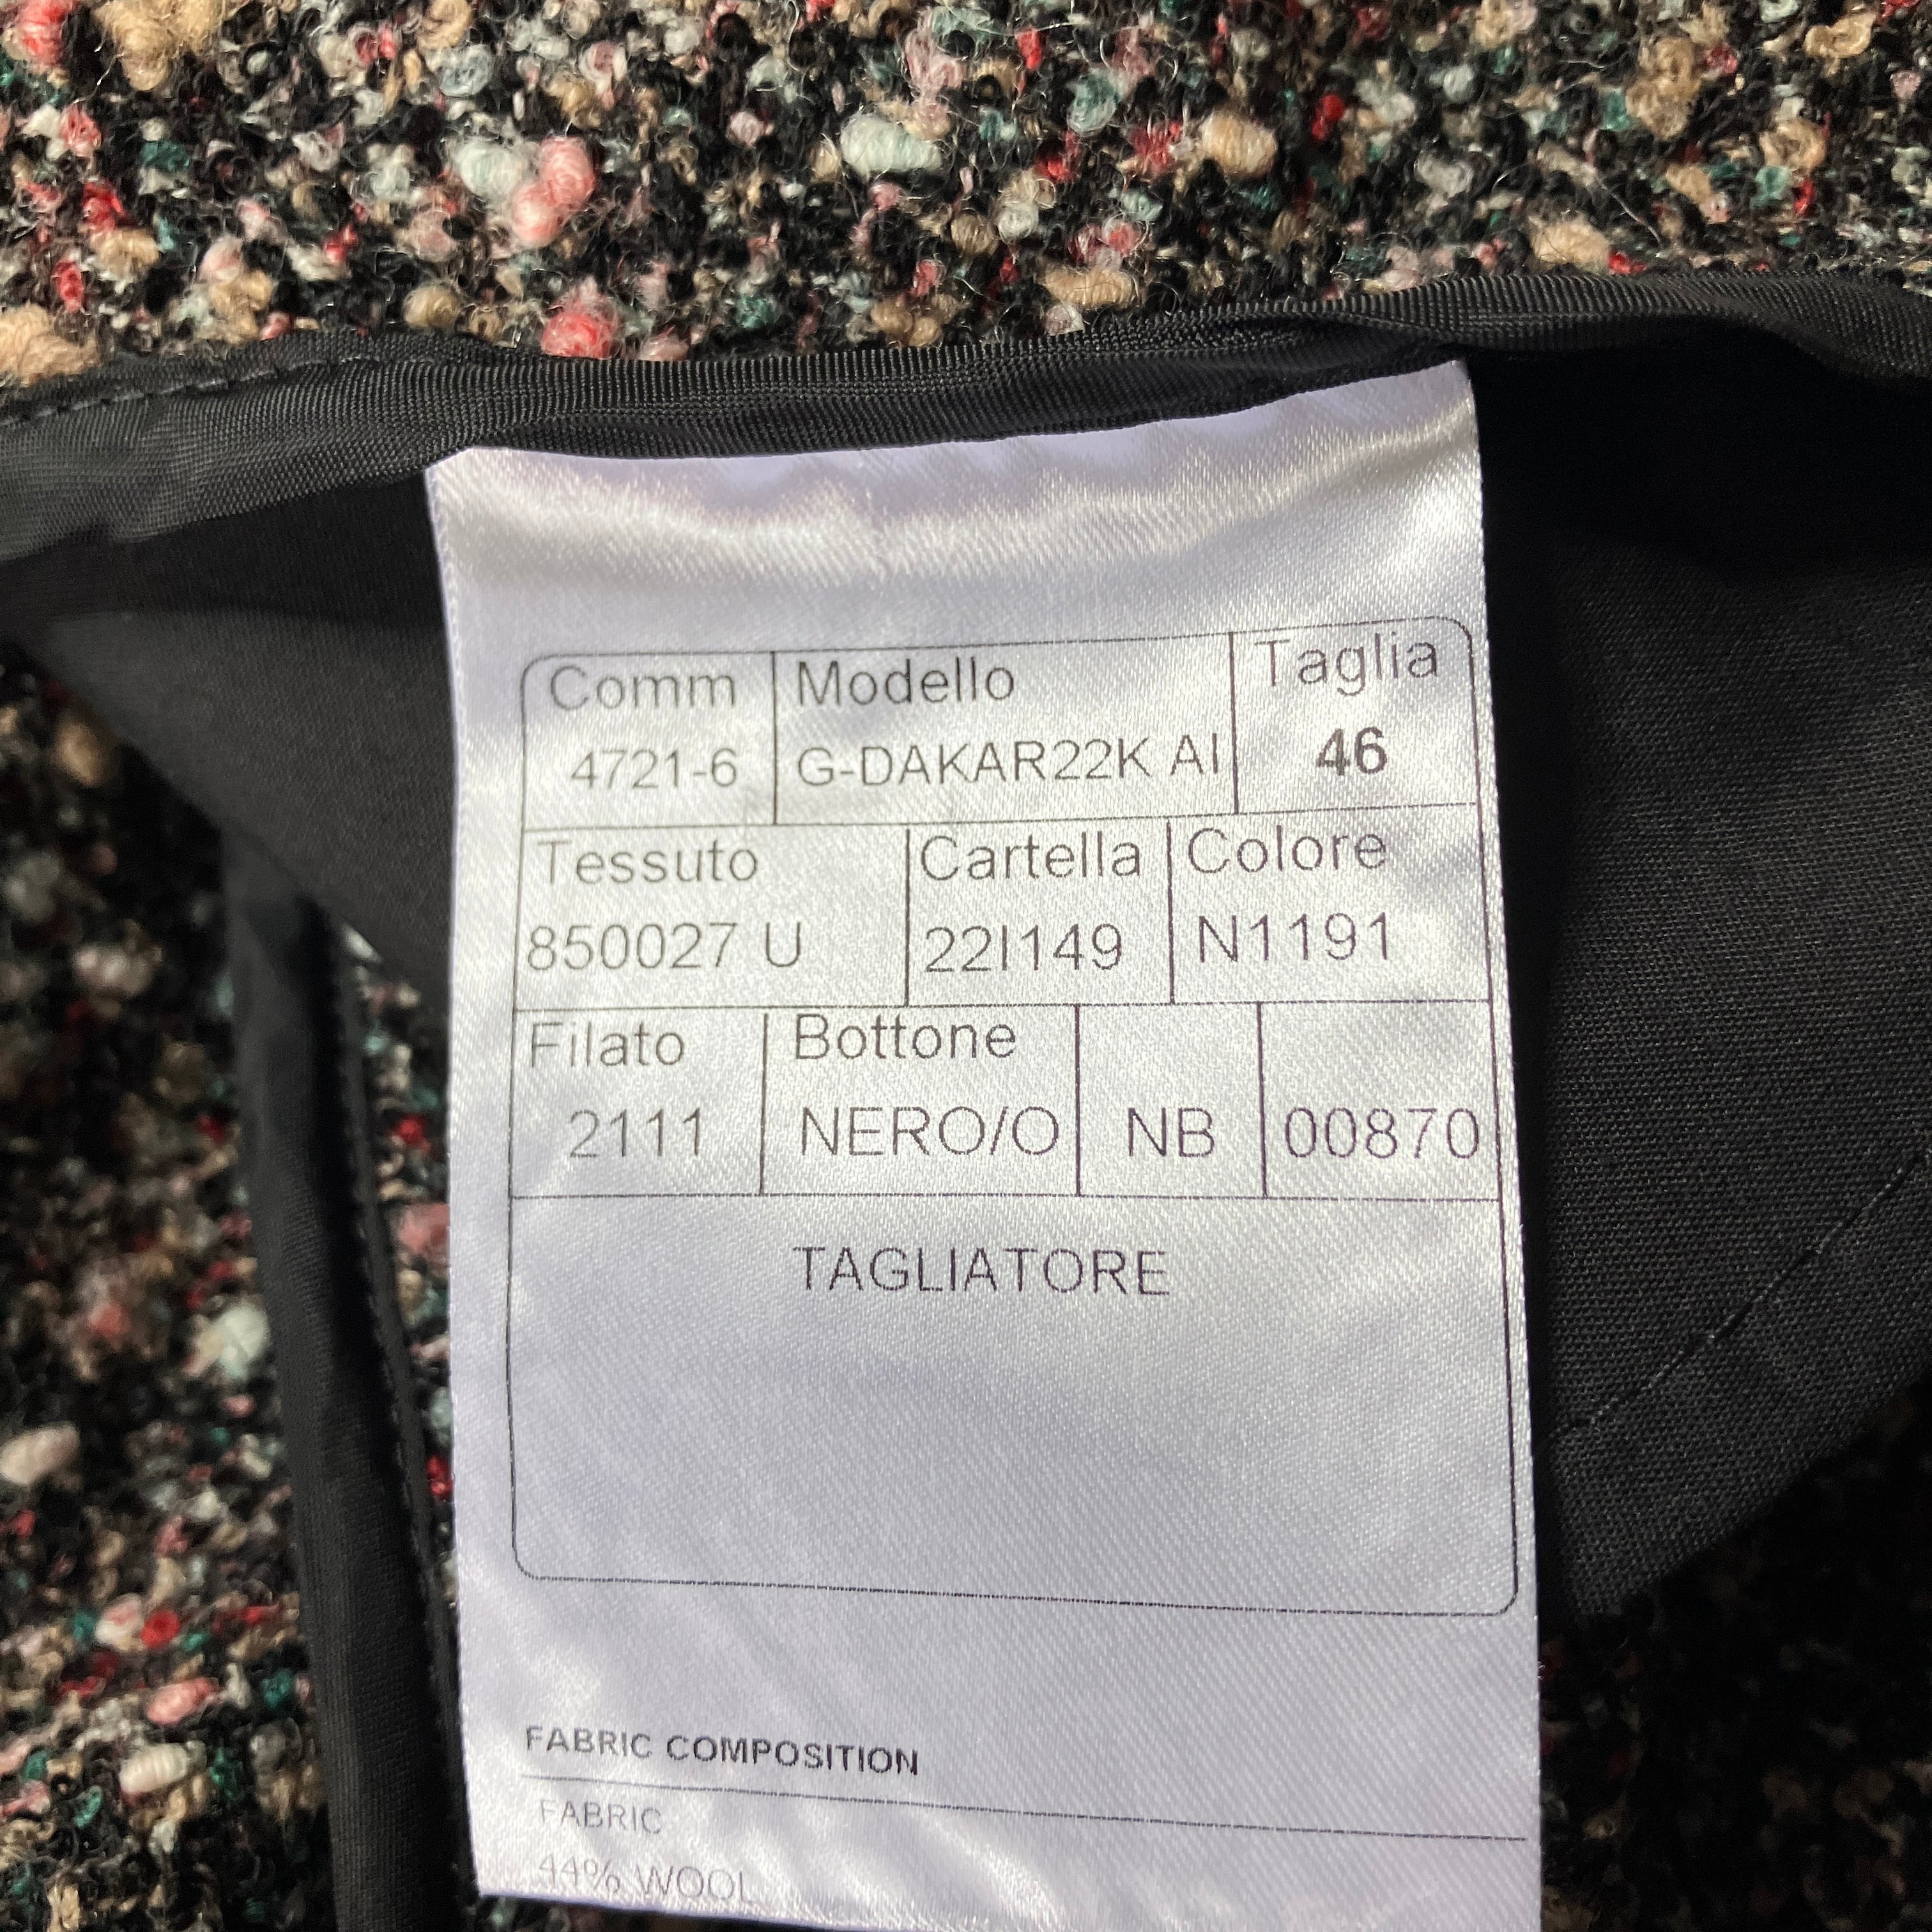 Comm Modello Taglia
4721-6 G-DAKAR22K AI 46
Tessuto Cartella Colore
850027 U 22I149 N1191
Filato Bottone
2111 NERO/O NB 00870
TAGLIATORE
FABRIC COMPOSITION
FABRIC
44% WOOL